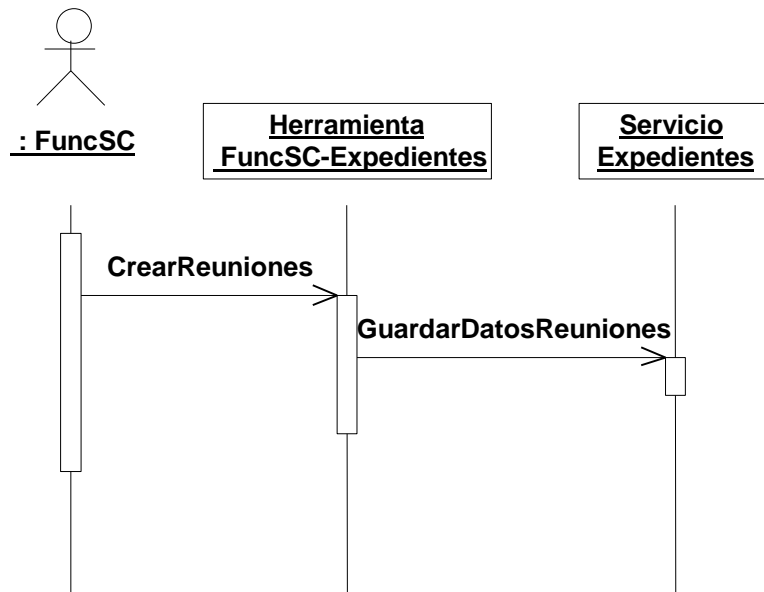 : FuncSC
Herramienta
FuncSC-Expedientes
Servicio
Expedientes
CrearReuniones
GuardarDatosReuniones